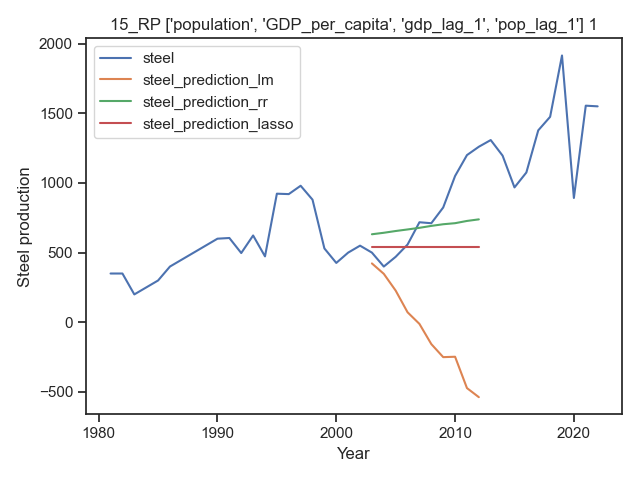 15_RP ['population', 'GDP_per_capita', 'gdp_lag_1', 'pop_lag_1'] 1
steel
steel_prediction_lm
steel_prediction_rr
steel_prediction_lasso
Steel production
2000
1500
1000
500
0
−500
1980
1990
2000
2010
2020
Year